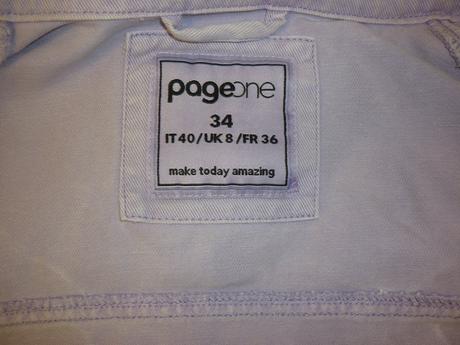 pageone
34
IT 40 / UK 8 / FR 36
make today amazing